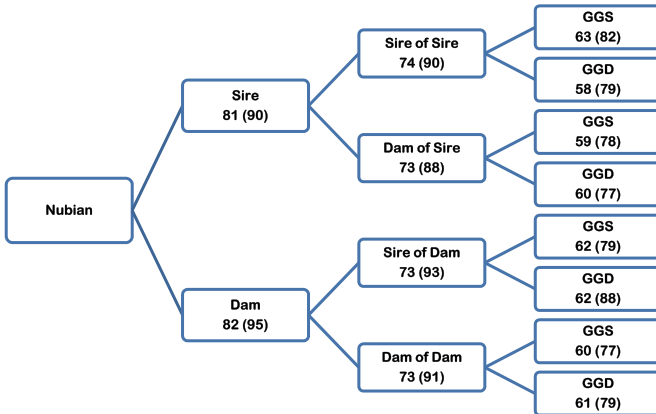 Nubian
Sire
81 (90)
Dam
82 (95)
Sire of Sire
74 (90)
Dam of Sire
73 (88)
Sire of Dam
73 (93)
Dam of Dam
73 (91)
GGS
63 (82)
GGD
58 (79)
GGS
59 (78)
GGD
60 (77)
GGS
62 (79)
GGD
62 (88)
GGS
60 (77)
GGD
61 (79)